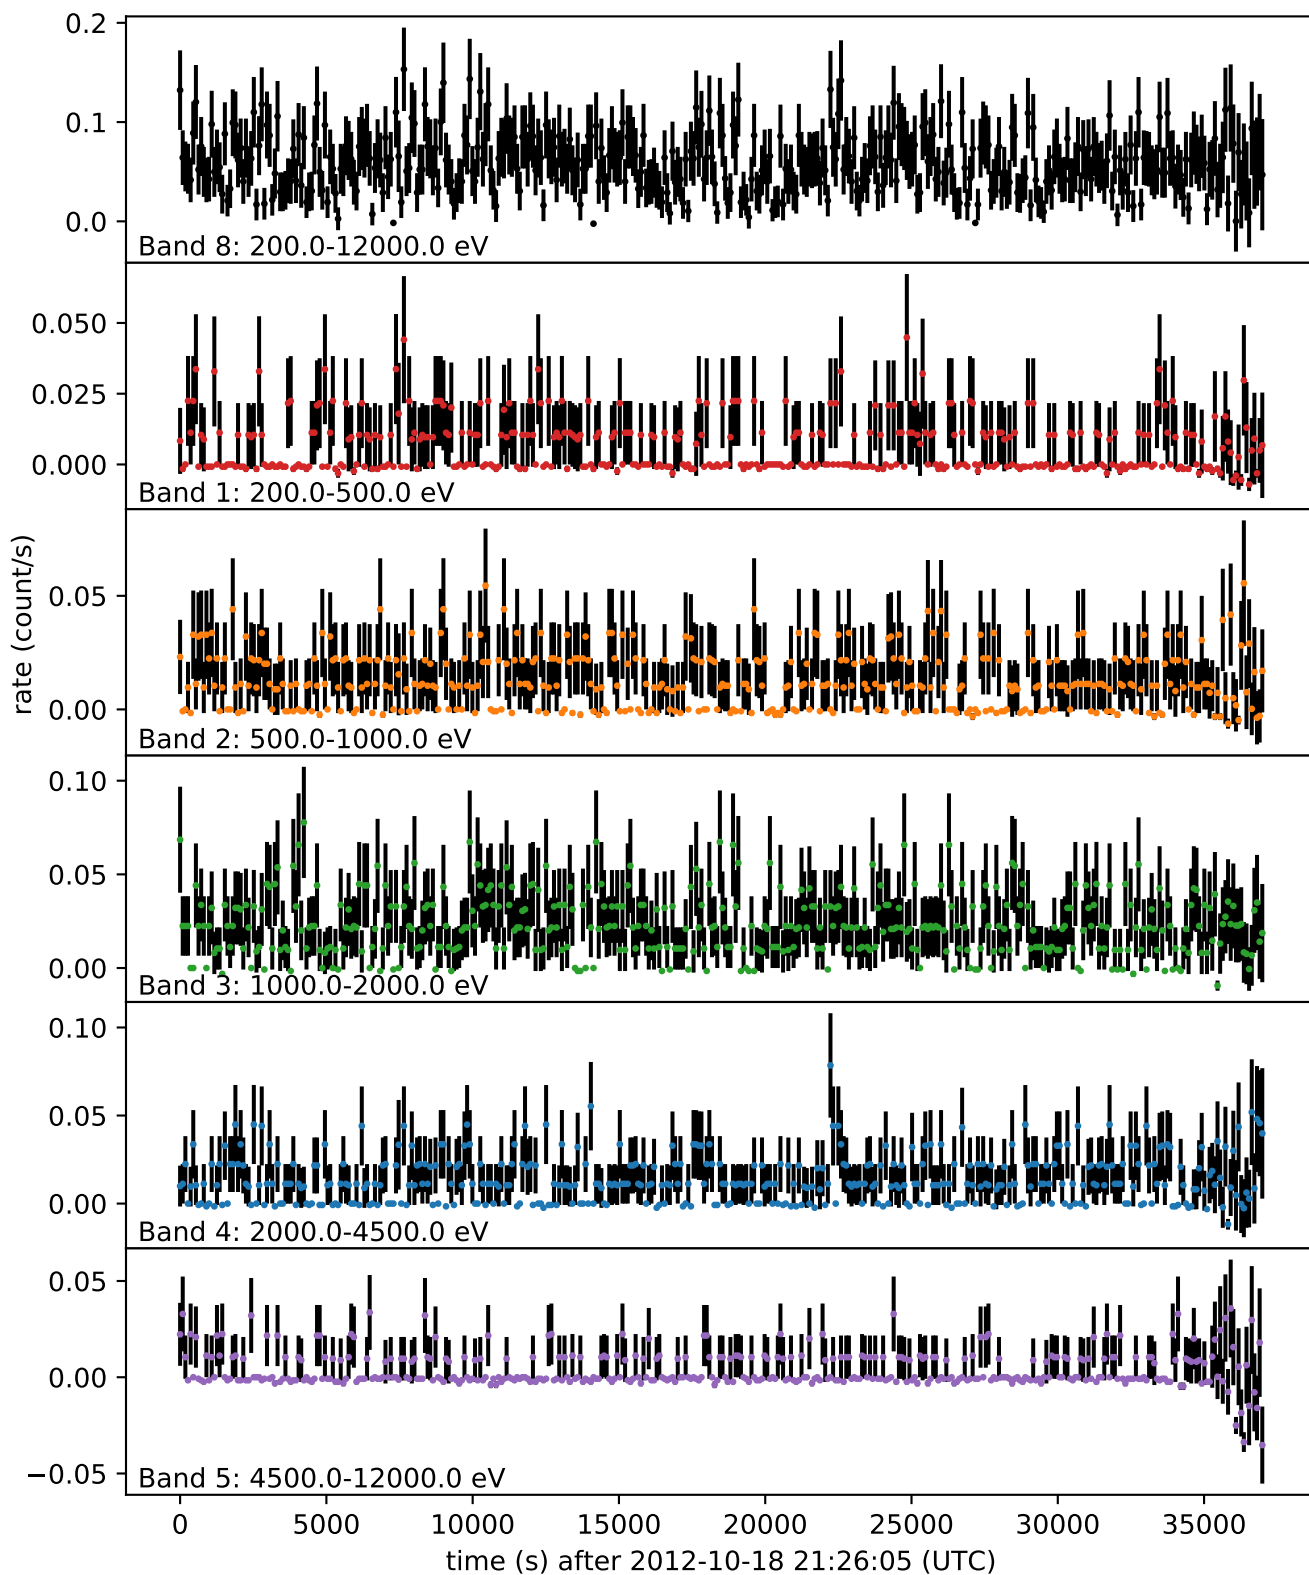 0.2
0.1
0.0
Band 8: 200.0-12000.0 eV
0.050
0.025
0.000
Band 1: 200.0-500.0 eV
rate (count/s)
0.05
0.00
Band 2: 500.0-1000.0 eV
0.10
0.05
0.00
Band 3: 1000.0-2000.0 eV
0.10
0.05
0.00
Band 4: 2000.0-4500.0 eV
0.05
0.00
−0.05
Band 5: 4500.0-12000.0 eV
0 5000 10000 15000 20000 25000 30000 35000
time (s) after 2012-10-18 21:26:05 (UTC)